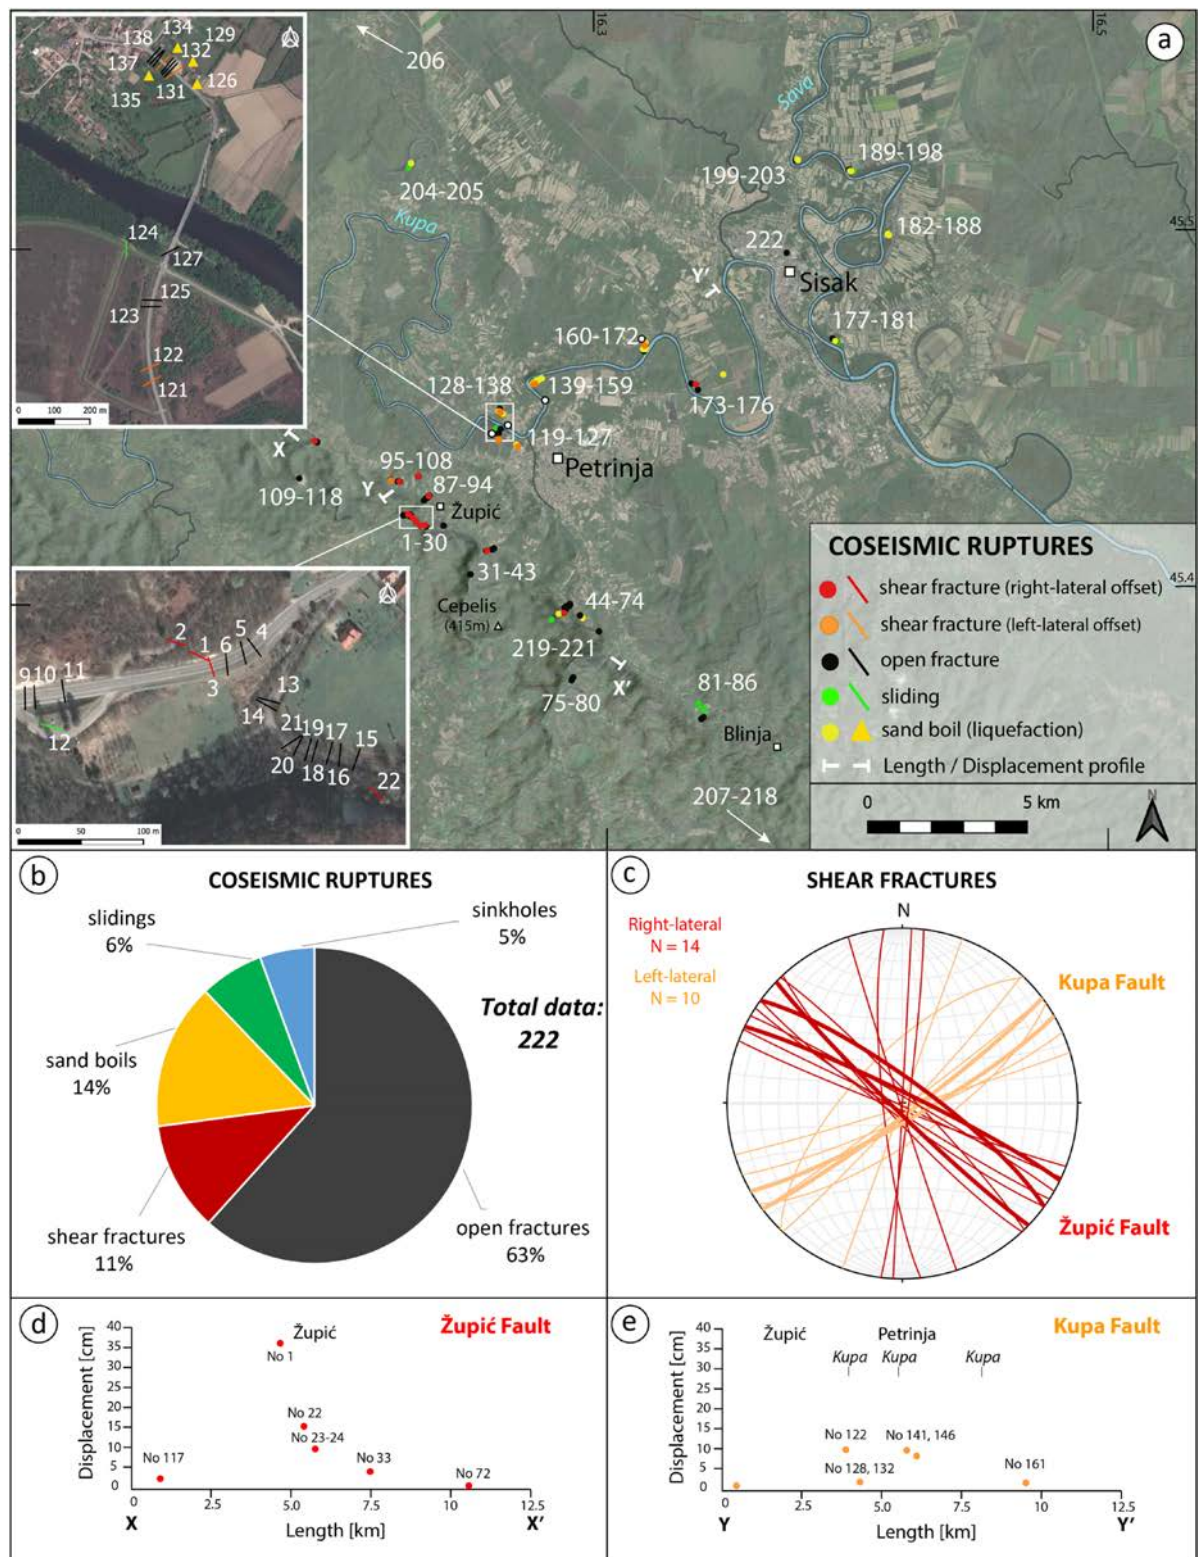 a
16.3
16.5
45.5
45.4
206
Sava
Kupa
204-205
199-203
189-198
182-188
222
Sisak
Y'
177-181
160-172
128-138
139-159
173-176
119-127
Petrinja
X
109-118
95-108
Y
87-94
Župić
1-30
31-43
Cepelis
(415m) Δ
44-74
219-221
X'
75-80
81-86
Blinja
207-218
134
138
129
132
137
126
135
131
124
127
125
123
122
121
0 100 200 m
2
1
6
5
4
3
9
10
11
12
13
14
21
19
17
15
20
18
16
22
0 50 100 m
COSEISMIC RUPTURES
shear fracture (right-lateral offset)
shear fracture (left-lateral offset)
open fracture
sliding
sand boil (liquefaction)
Length / Displacement profile
0 5 km
N
b
COSEISMIC RUPTURES
slidings
6%
sinkholes
5%
Total data:
222
sand boils
14%
shear fractures
11%
open fractures
63%
c
SHEAR FRACTURES
N
Right-lateral
N = 14
Left-lateral
N = 10
Kupa Fault
Župić Fault
d
Župić
Župić Fault
Displacement [cm]
40
35
30
25
20
15
10
5
0
No 1
No 22
No 23-24
No 117
No 33
No 72
0 2.5 5.0 7.5 10 12.5
X Length [km] X'
e
Župić Petrinja
Kupa Fault
Kupa Kupa Kupa
Displacement [cm]
40
35
30
25
20
15
10
5
0
No 122
No 141, 146
No 128, 132
No 161
0 2.5 5.0 7.5 10 12.5
Y Length [km] Y'